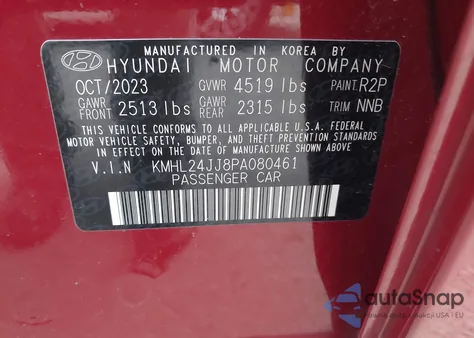 MANUFACTURED IN KOREA BY
HYUNDAI MOTOR COMPANY
OCT/2023 GVWR 4519 lbs PAINT R2P
GAWR FRONT 2513 lbs GAWR REAR 2315 lbs TRIM NNB
THIS VEHICLE CONFORMS TO ALL APPLICABLE U.S.A FEDERAL
MOTOR VEHICLE SAFETY, BUMPER, AND THEFT PREVENTION
STANDARDS IN EFFECT ON THE DATE OF MANUFACTURE SHOWN ABOVE.
V.I.N KMHL24JJ8PA080461
PASSENGER CAR
autoSnap
USA i EU